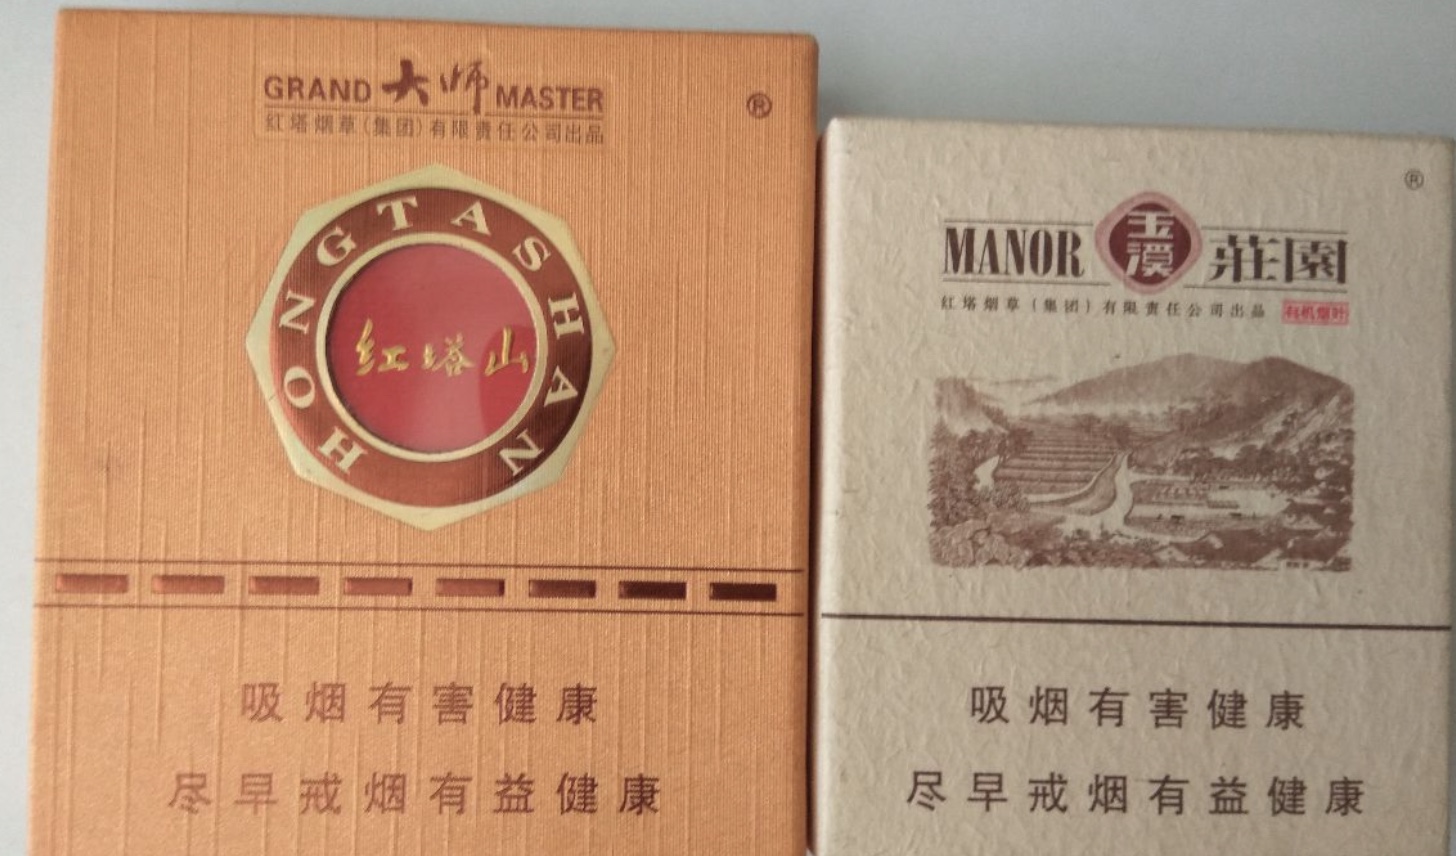 GRAND 大师 MASTER
®
红塔烟草(集团)有限责任公司出品
HONGTASHAN
红塔山
吸烟有害健康
尽早戒烟有益健康
®
MANOR 玉溪 莊園
红塔烟草(集团)有限责任公司出品 有机烟叶
吸烟有害健康
尽早戒烟有益健康